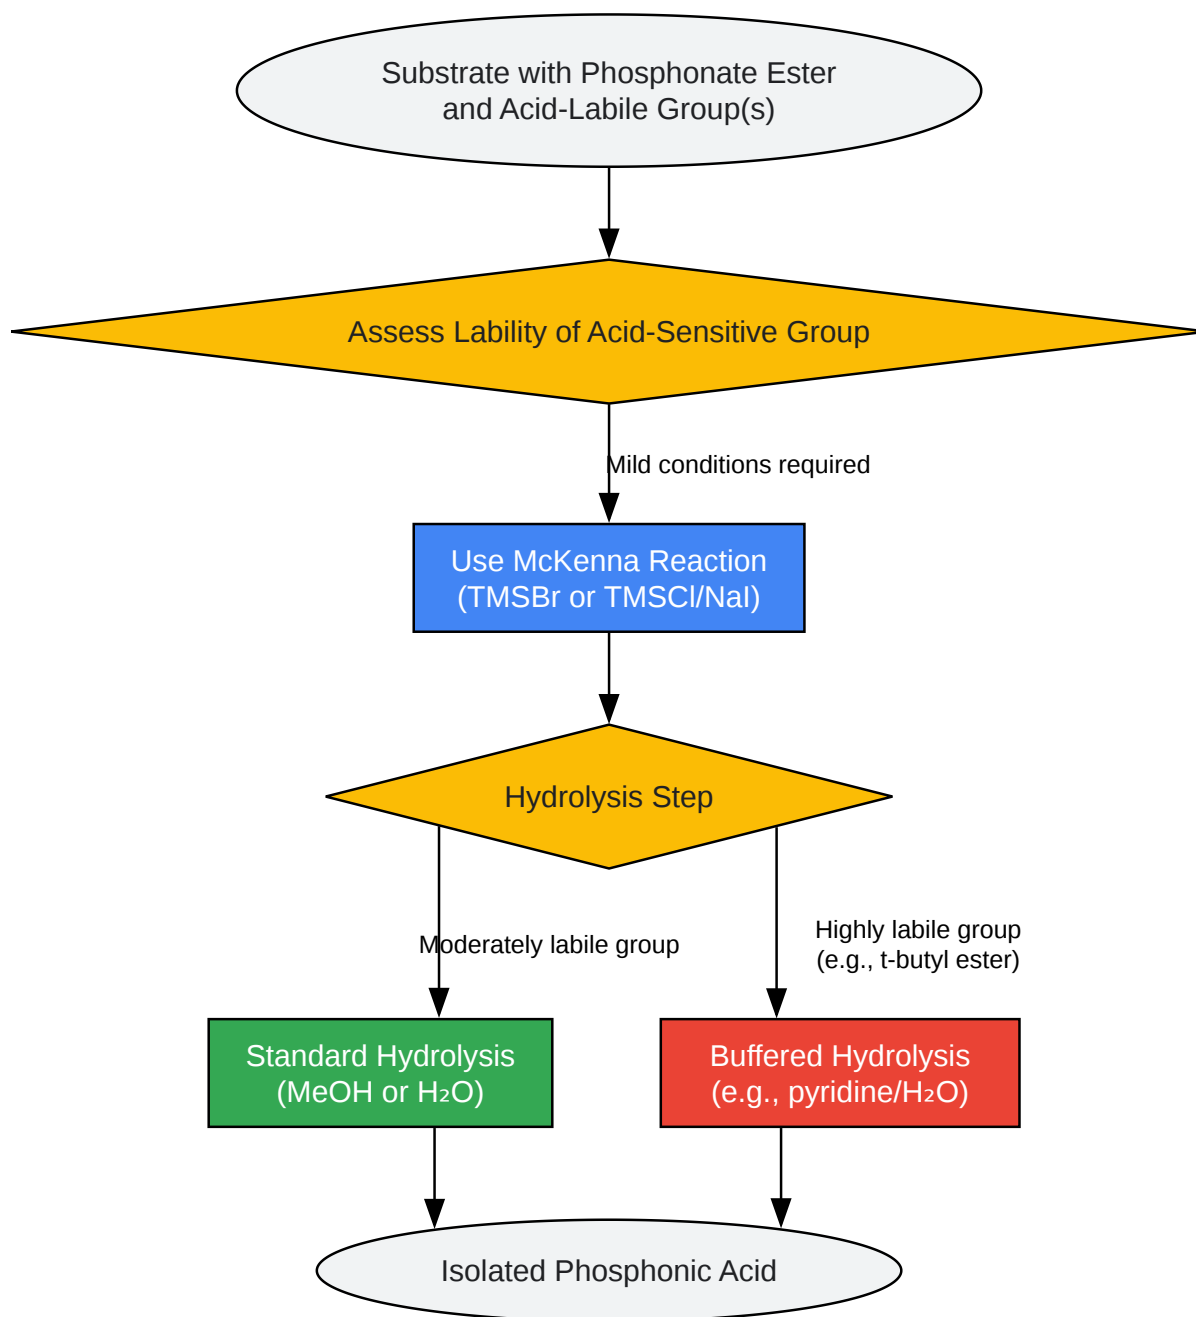 Substrate with Phosphonate Ester
and Acid-Labile Group(s)
Assess Lability of Acid-Sensitive Group
Mild conditions required
Use McKenna Reaction
(TMSBr or TMSCl/NaI)
Hydrolysis Step
Moderately labile group
Highly labile group
(e.g., t-butyl ester)
Standard Hydrolysis
(MeOH or H₂O)
Buffered Hydrolysis
(e.g., pyridine/H₂O)
Isolated Phosphonic Acid